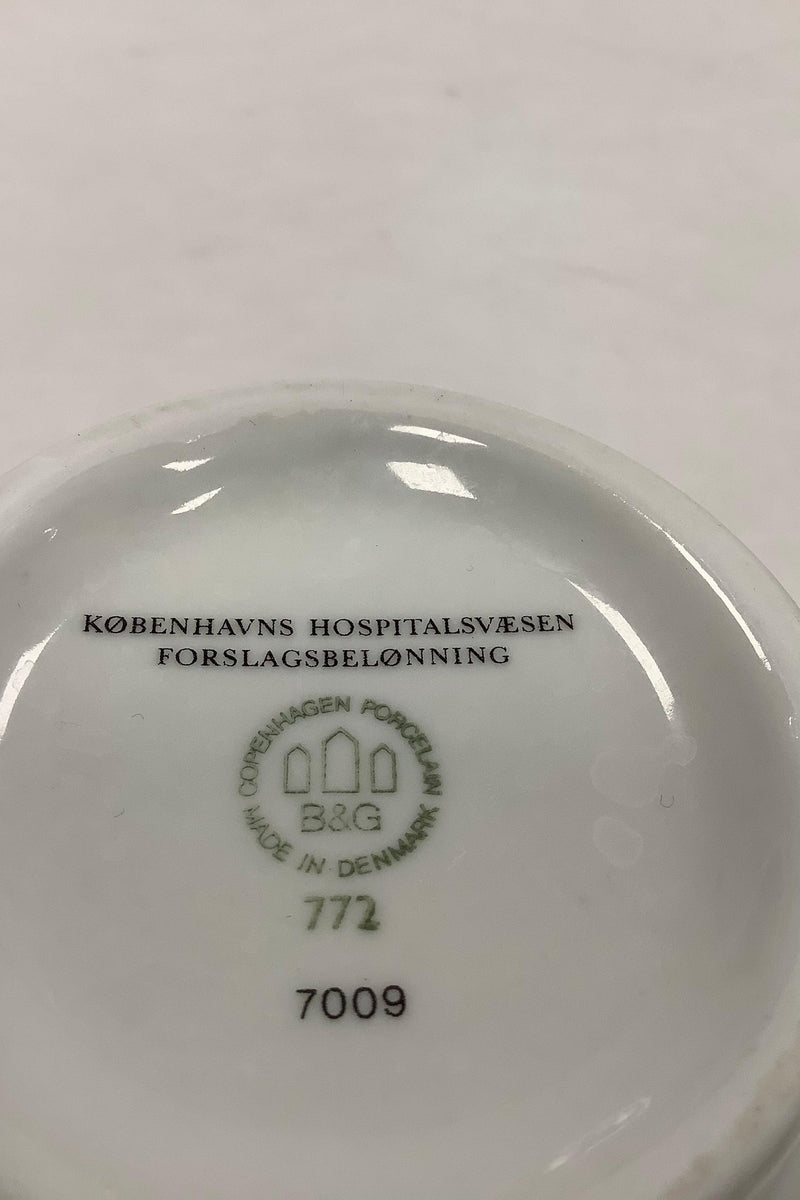 KØBENHAVNS HOSPITALSVÆSEN
FORSLAGSBELØNNING
COPENHAGEN PORCELAIN
B&G
MADE IN DENMARK
772
7009